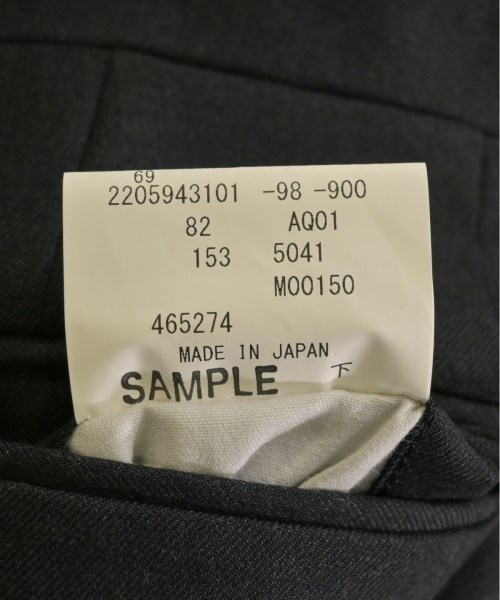 69
2205943101 -98 -900
82 AQ01
153 5041
M00150
465274
MADE IN JAPAN
SAMPLE 下